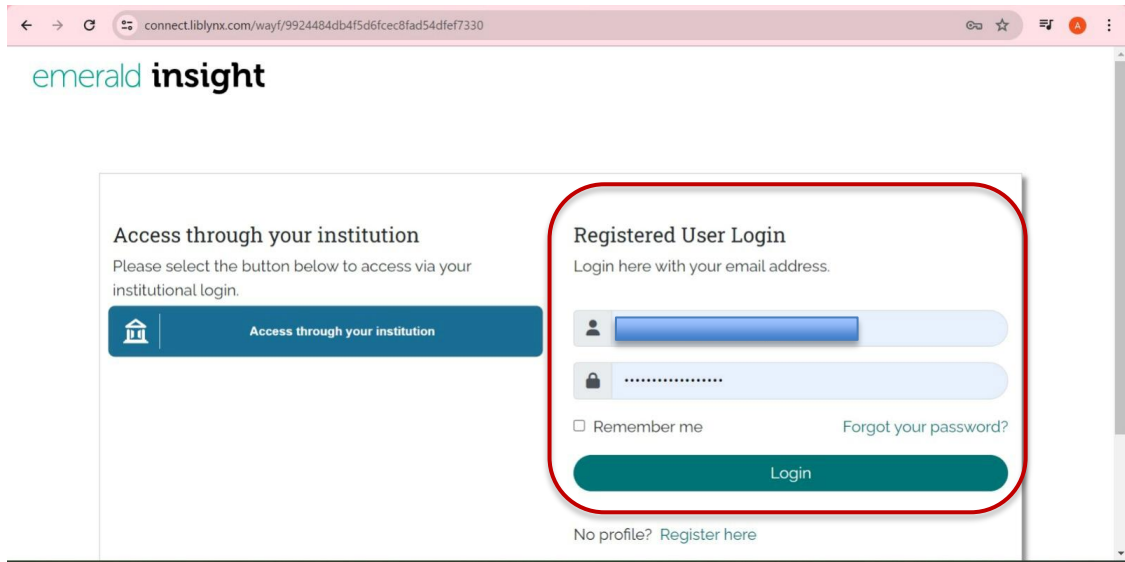 connect.liblynx.com/wayf/9924484db4f5d6fcec8fad54dfef7330
A
emerald insight
Access through your institution
Please select the button below to access via your
institutional login.
Access through your institution
Registered User Login
Login here with your email address.
••••••••••••••••••
Remember me
Forgot your password?
Login
No profile? Register here